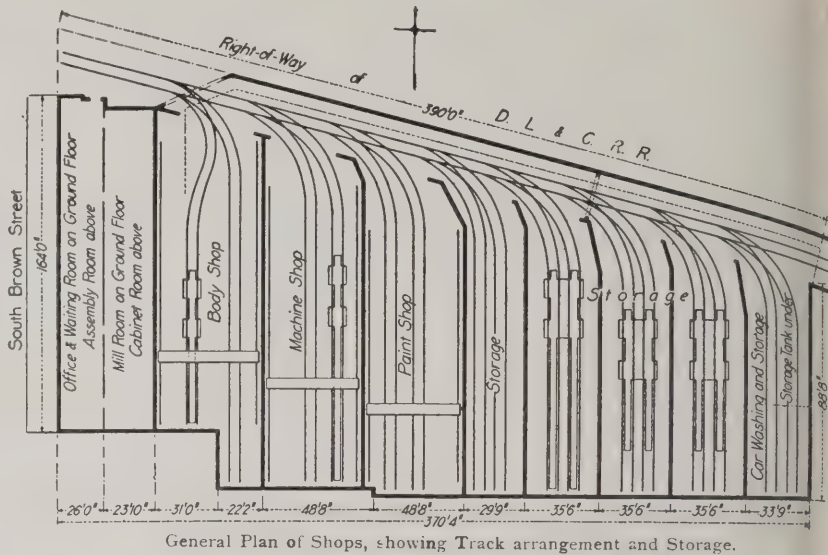 Right-of-Way of D. L. & C. R. R.
390'0"
South Brown Street
164'0"
Office & Waiting Room on Ground Floor
Assembly Room above
Mill Room on Ground Floor
Cabinet Room above
Body Shop
Machine Shop
Paint Shop
Storage
Storage
Car Washing and Storage
Storage Tank under
88'8"
26'0" 23'0" 31'0" 22'2" 48'8" 48'8" 29'9" 35'6" 35'6" 35'6" 33'9"
370'4"
General Plan of Shops, showing Track arrangement and Storage.